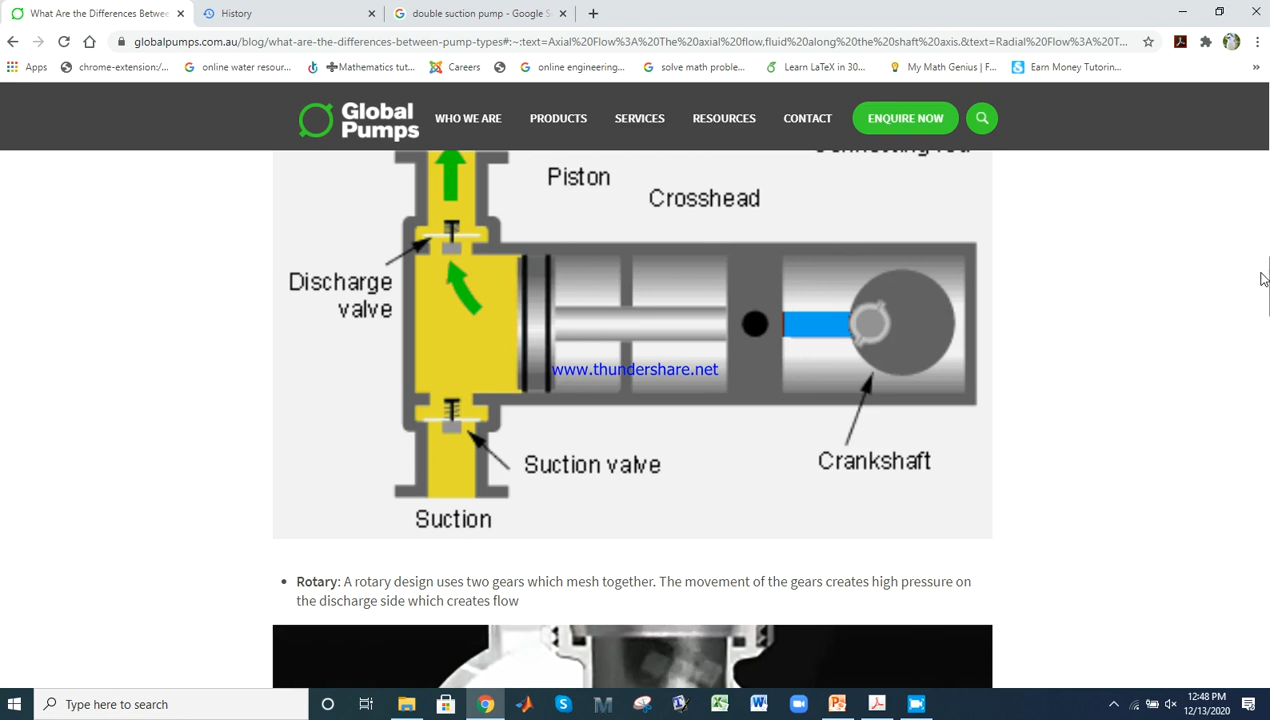 What Are the Differences Betwee
History
double suction pump - Google S
globalpumps.com.au/blog/what-are-the-differences-between-pump-types#:~:text=Axial%20Flow%3A%20The%20axial%20flow,fluid%20along%20the%20shaft%20axis.&text=Radial%20Flow%3A%20T...
Apps
chrome-extension:/...
online water resour...
Mathematics tut...
Careers
online engineering...
solve math proble...
Learn LaTeX in 30...
My Math Genius | F...
Earn Money Tutorin...
»
Global
Pumps
WHO WE ARE
PRODUCTS
SERVICES
RESOURCES
CONTACT
ENQUIRE NOW
Connecting rod
Piston
Crosshead
Discharge
valve
www.thundershare.net
Crankshaft
Suction valve
Suction
• Rotary: A rotary design uses two gears which mesh together. The movement of the gears creates high pressure on
the discharge side which creates flow
Type here to search
12:48 PM
12/13/2020